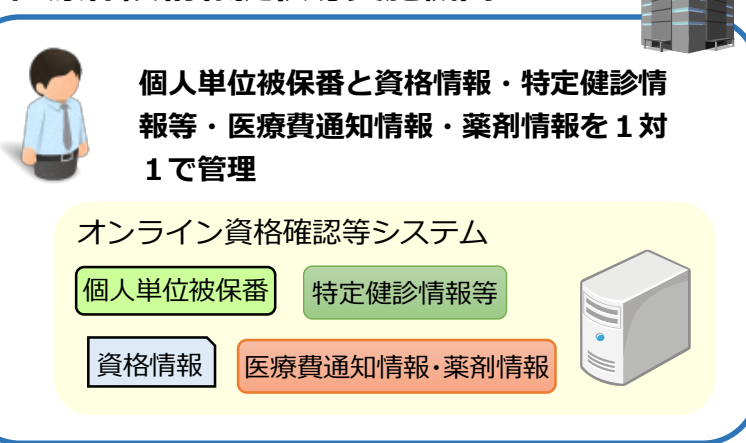 個人単位被保番と資格情報・特定健診情
報等・医療費通知情報・薬剤情報を１対
１で管理
オンライン資格確認等システム
個人単位被保番
特定健診情報等
資格情報
医療費通知情報･薬剤情報